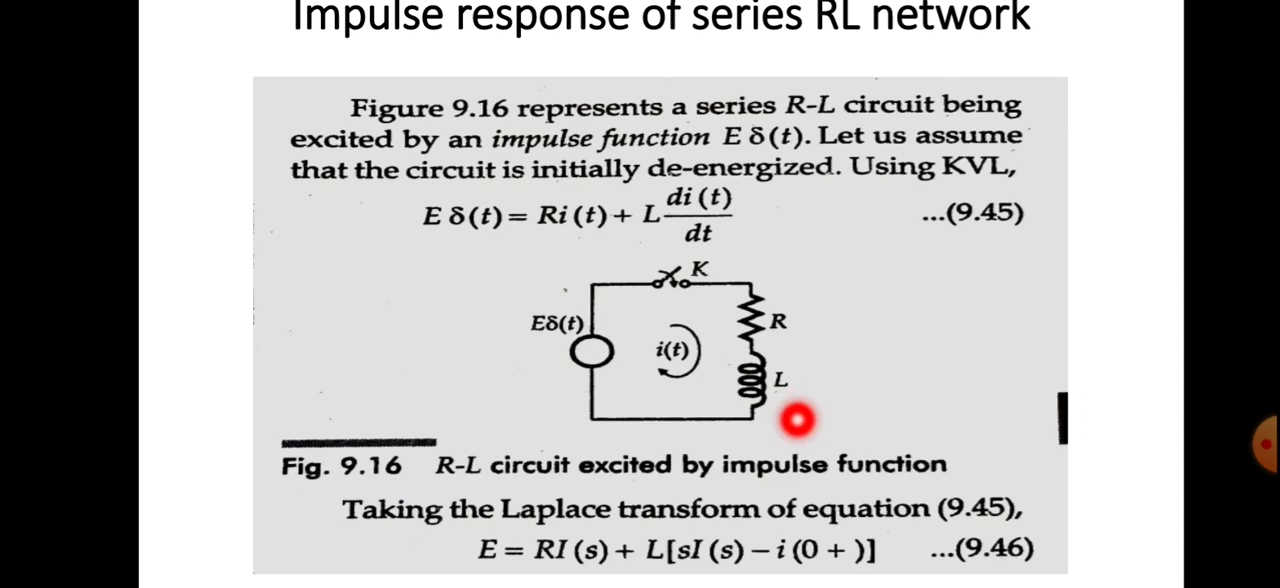 Impulse response of series RL network
Figure 9.16 represents a series R-L circuit being
excited by an impulse function E δ(t). Let us assume
that the circuit is initially de-energized. Using KVL,
E δ(t) = Ri (t) + L di (t)/dt ...(9.45)
K
Eδ(t)
R
i(t)
L
Fig. 9.16 R-L circuit excited by impulse function
Taking the Laplace transform of equation (9.45),
E = RI (s) + L[sI (s) – i (0 + )] ...(9.46)